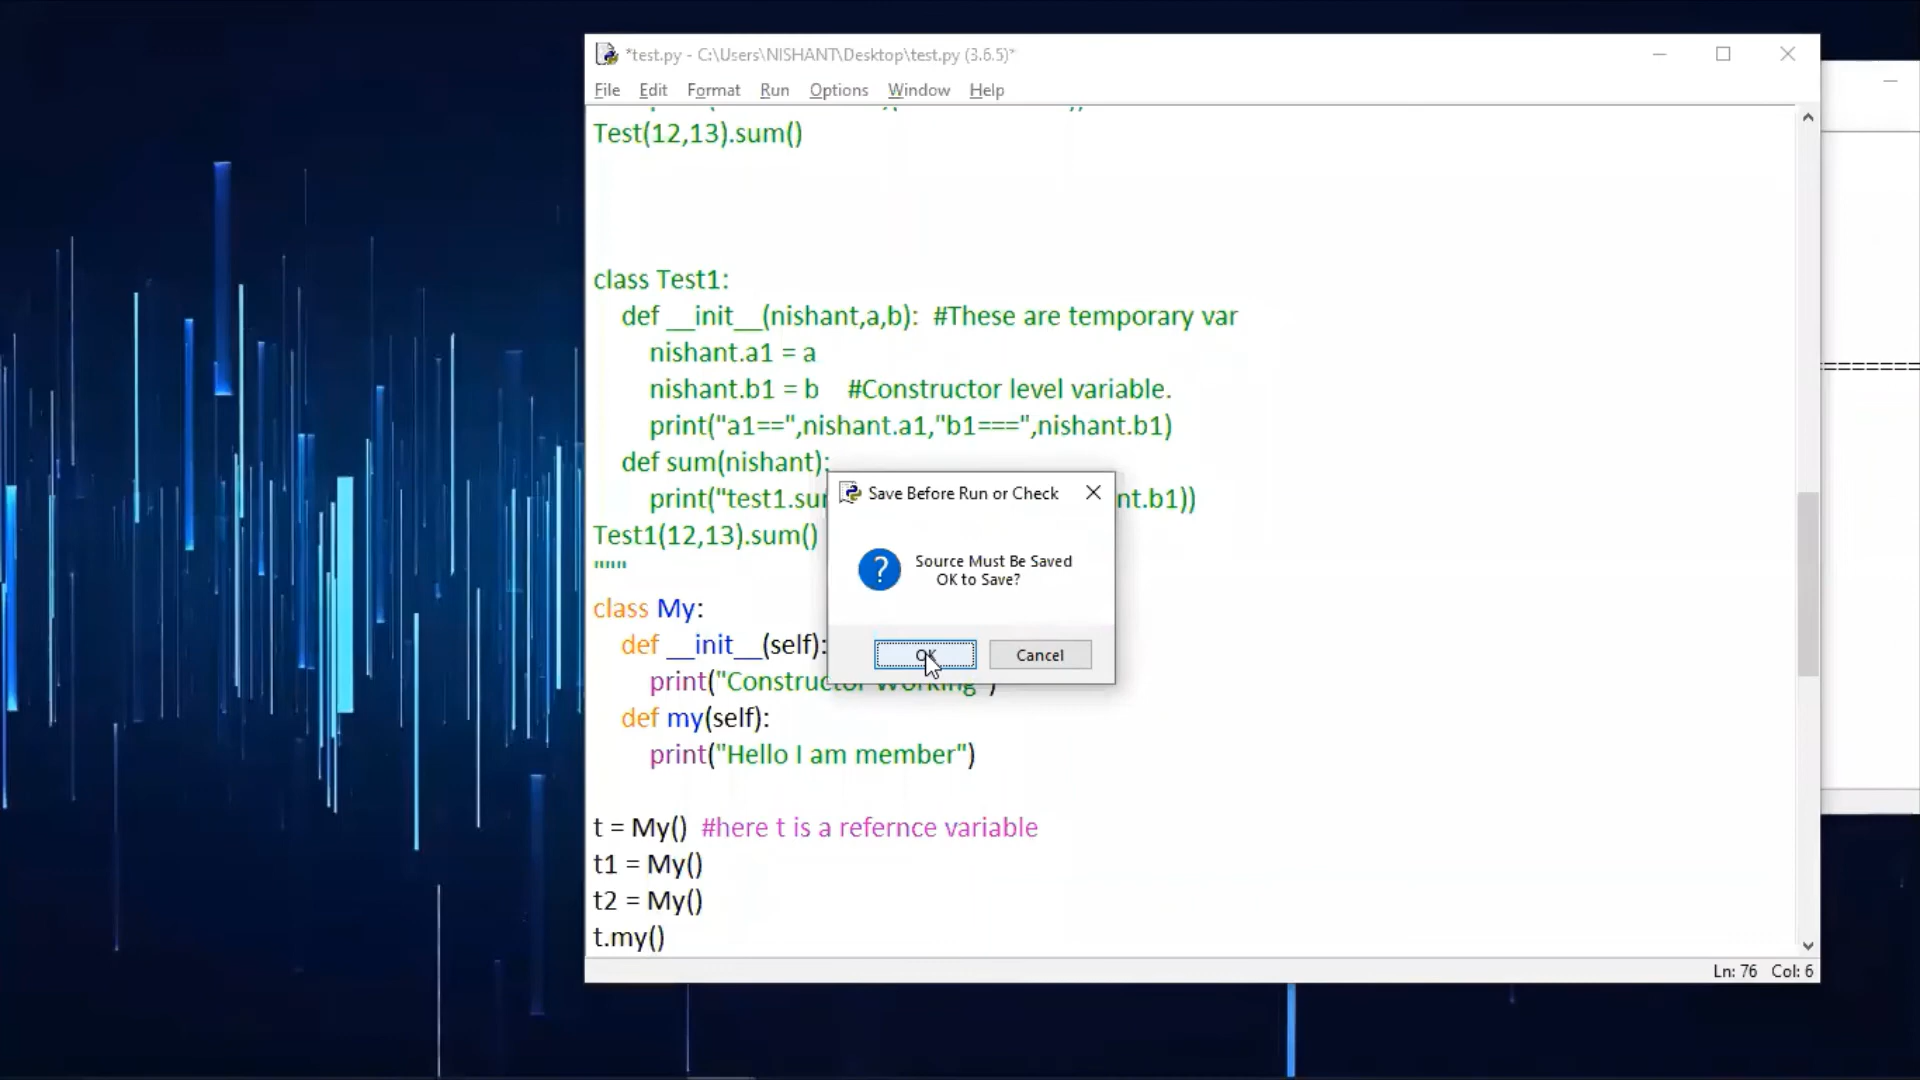 *test.py - C:\Users\NISHANT\Desktop\test.py (3.6.5)*
File Edit Format Run Options Window Help
Test(12,13).sum()
class Test1:
def __init__(nishant,a,b): #These are temporary var
nishant.a1 = a
nishant.b1 = b #Constructor level variable.
print("a1==",nishant.a1,"b1===",nishant.b1)
def sum(nishant):
print("test1.su nt.b1))
Test1(12,13).sum()
"""
class My:
def __init__(self):
print("Constructor Working")
def my(self):
print("Hello I am member")
t = My() #here t is a refernce variable
t1 = My()
t2 = My()
t.my()
Save Before Run or Check
Source Must Be Saved
OK to Save?
OK Cancel
Ln: 76 Col: 6